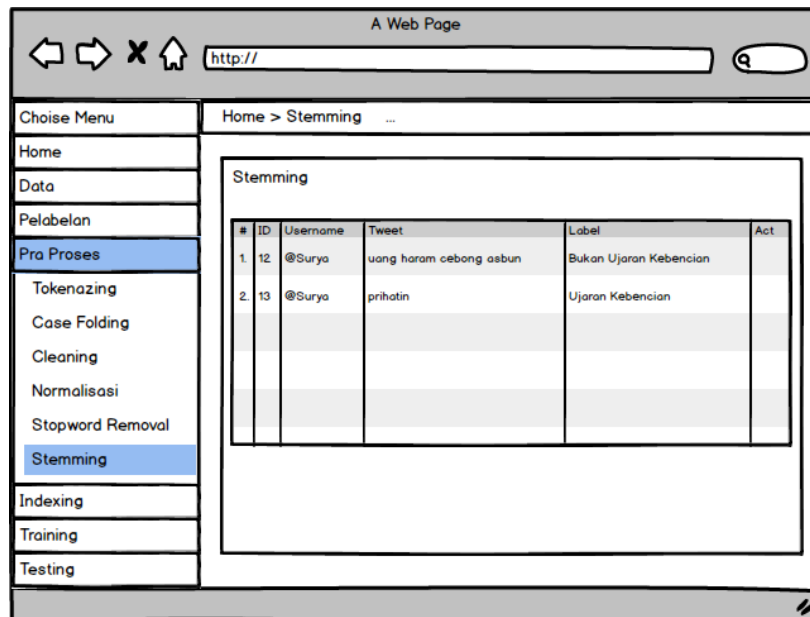 A Web Page
http://
Choise Menu
Home
Data
Pelabelan
Pra Proses
Tokenazing
Case Folding
Cleaning
Normalisasi
Stopword Removal
Stemming
Indexing
Training
Testing
Home > Stemming ...
Stemming
# ID Username Tweet Label Act
1. 12 @Surya uang haram cebong asbun Bukan Ujaran Kebencian
2. 13 @Surya prihatin Ujaran Kebencian